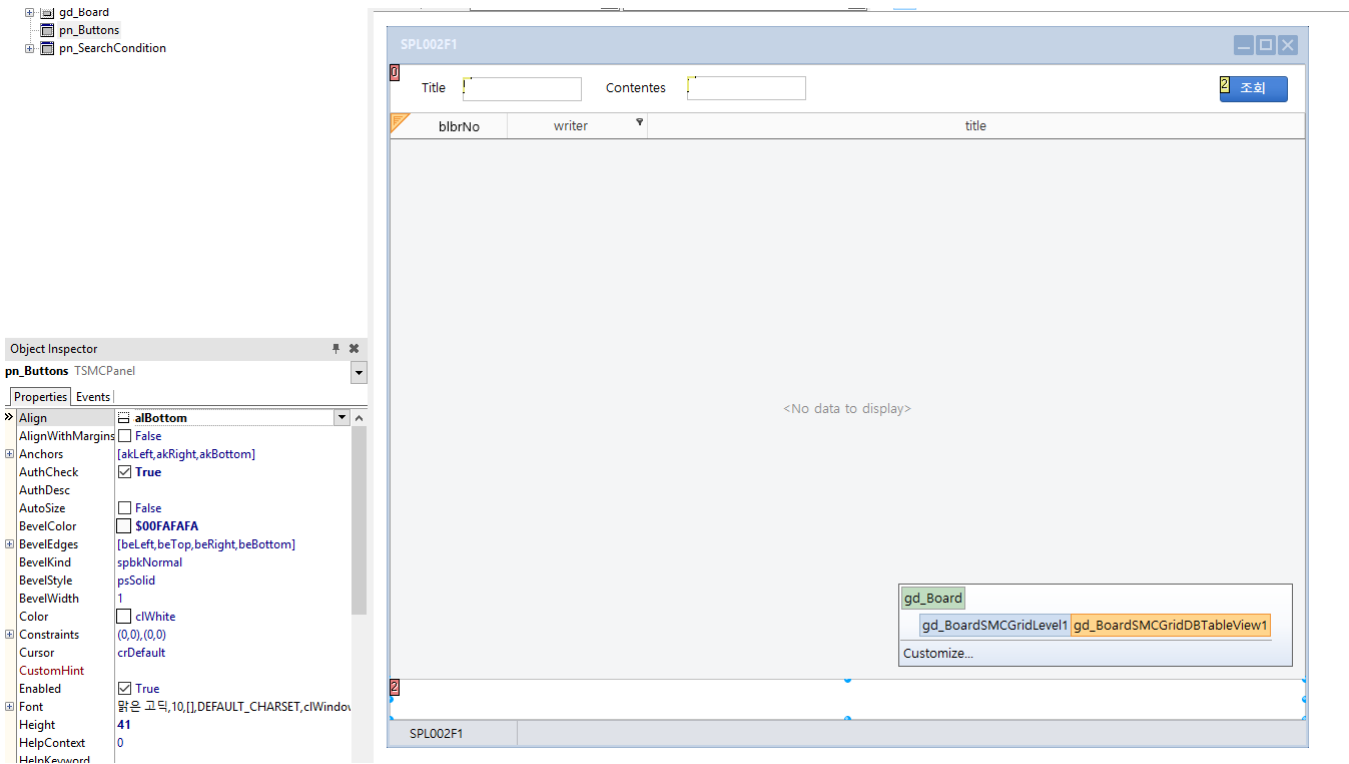 gd_Board
pn_Buttons
pn_SearchCondition
SPL002F1
0
Title
Contentes
2 조회
blbrNo writer title
<No data to display>
gd_Board
gd_BoardSMCGridLevel1 gd_BoardSMCGridDBTableView1
Customize...
2
SPL002F1
Object Inspector
pn_Buttons TSMCPanel
Properties Events
Align alBottom
AlignWithMargins False
Anchors [akLeft,akRight,akBottom]
AuthCheck True
AuthDesc
AutoSize False
BevelColor $00FAFAFA
BevelEdges [beLeft,beTop,beRight,beBottom]
BevelKind spbkNormal
BevelStyle psSolid
BevelWidth 1
Color clWhite
Constraints (0,0),(0,0)
Cursor crDefault
CustomHint
Enabled True
Font 맑은 고딕,10,[],DEFAULT_CHARSET,clWindov
Height 41
HelpContext 0
HelpKeyword